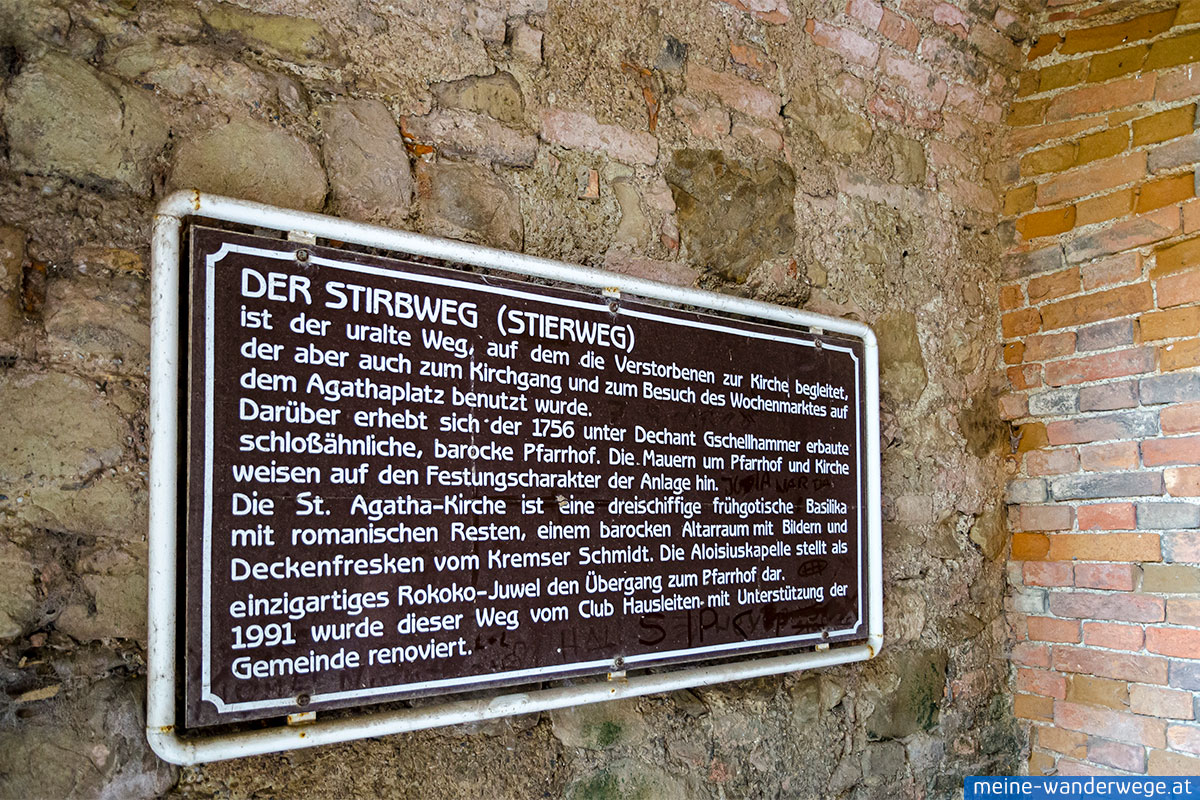 DER STIRBWEG (STIERWEG)
ist der uralte Weg, auf dem die Verstorbenen zur Kirche begleitet,
der aber auch zum Kirchgang und zum Besuch des Wochenmarktes auf
dem Agathaplatz benutzt wurde.
Darüber erhebt sich der 1756 unter Dechant Gschellhammer erbaute
schloßähnliche, barocke Pfarrhof. Die Mauern um Pfarrhof und Kirche
weisen auf den Festungscharakter der Anlage hin.
Die St. Agatha-Kirche ist eine dreischiffige frühgotische Basilika
mit romanischen Resten, einem barocken Altarraum mit Bildern und
Deckenfresken vom Kremser Schmidt. Die Aloisiuskapelle stellt als
einzigartiges Rokoko-Juwel den Übergang zum Pfarrhof dar.
1991 wurde dieser Weg vom Club Hausleiten mit Unterstützung der
Gemeinde renoviert.
meine-wanderwege.at